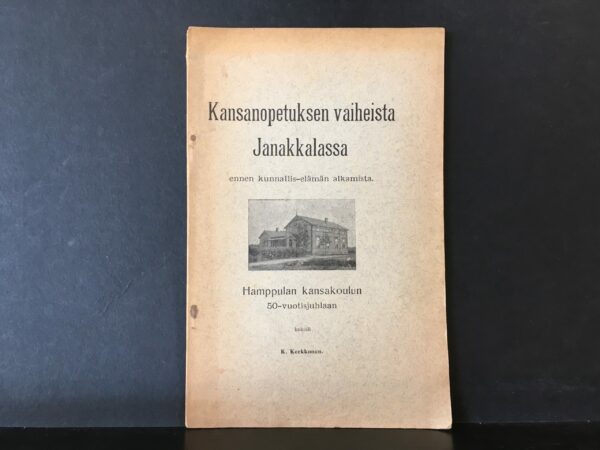 Kansanopetuksen vaiheista
Janakkalassa
ennen kunnallis-elämän alkamista.
Hamppulan kansakoulun
50-vuotisjuhlaan
K. Kerkkonen.